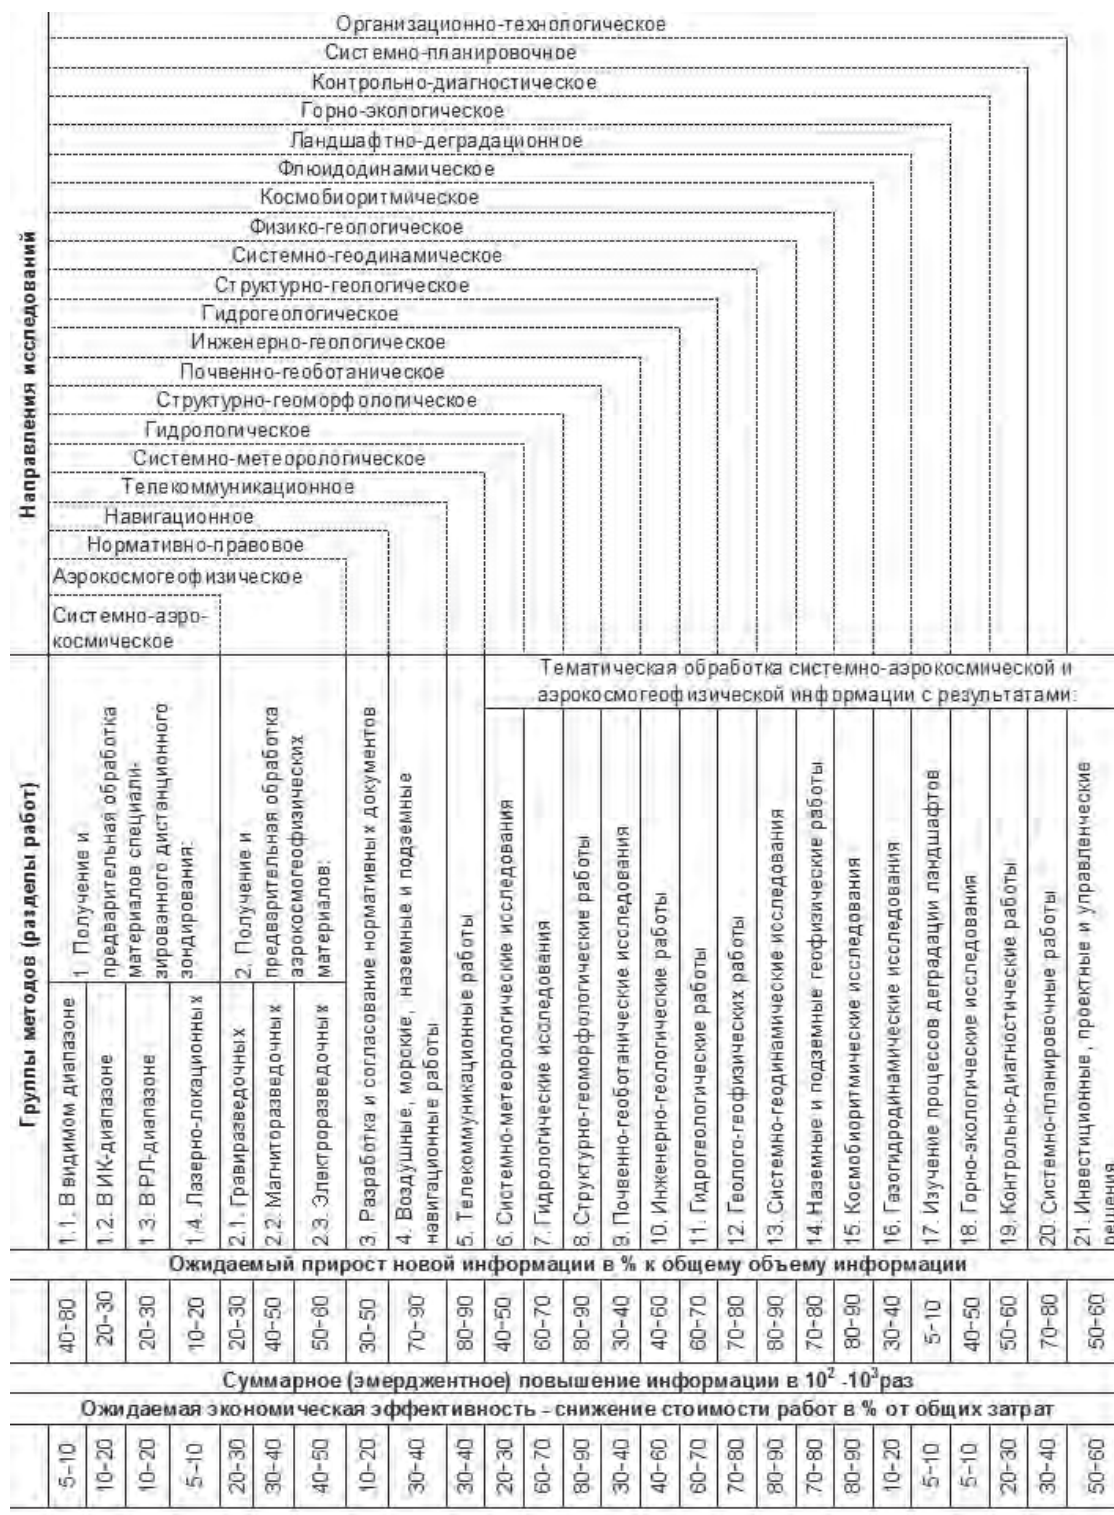 Организационно-технологическое
Системно-планировочное
Контрольно-диагностическое
Горно-экологическое
Ландшафтно-деградационное
Флюидодинамическое
Космобиоритмическое
Физико-геологическое
Системно-геодинамическое
Структурно-геологическое
Гидрогеологическое
Инженерно-геологическое
Почвенно-геоботаническое
Структурно-геоморфологическое
Гидрологическое
Системно-метеорологическое
Телекоммуникационное
Навигационное
Нормативно-правовое
Аэрокосмогеофизическое
Системно-аэро-
космическое
Направления исследований
Тематическая обработка системно-аэрокосмической и
аэрокосмогеофизической информации с результатами:
Группы методов (разделы работ)
1. Получение и
предварительная обработка
материалов специали-
зированного дистанционного
зондирования:
1.1. В видимом диапазоне
1.2. В ИК-диапазоне
1.3. В РЛ-диапазоне
1.4. Лазерно-локационных
2. Получение и
предварительная обработка
аэрокосмогеофизических
материалов:
2.1. Гравиразведочных
2.2. Магниторазведочных
2.3. Электроразведочных
3. Разработка и согласование нормативных документов
4. Воздушные, морские, наземные и подземные
навигационные работы
5. Телекоммуникационные работы
6. Системно-метеорологические исследования
7. Гидрологические исследования
8. Структурно-геоморфологические работы
9. Почвенно-геоботанические исследования
10. Инженерно-геологические работы
11. Гидрогеологические работы
12. Геолого-геофизических работы
13. Системно-геодинамические исследования
14. Наземные и подземные геофизические работы
15. Космобиоритмические исследования
16. Газогидродинамические исследования
17. Изучение процессов деградации ландшафтов
18. Горно-экологические исследования
19. Контрольно-диагностические работы
20. Системно-планировочные работы
21. Инвестиционные, проектные и управленческие
решения
Ожидаемый прирост новой информации в % к общему объему информации
40-80
20-30
20-30
10-20
20-30
40-50
50-60
30-50
70-90
80-90
40-50
60-70
80-90
30-40
40-60
60-70
70-80
80-90
70-80
80-90
30-40
5-10
40-50
50-60
70-80
50-60
Суммарное (эмерджентное) повышение информации в 10² -10³раз
Ожидаемая экономическая эффективность - снижение стоимости работ в % от общих затрат
5-10
10-20
10-20
5-10
20-30
30-40
40-50
10-20
30-40
30-40
20-30
60-70
80-90
30-40
40-60
60-70
70-80
80-90
70-80
80-90
10-20
5-10
5-10
20-30
30-40
50-60